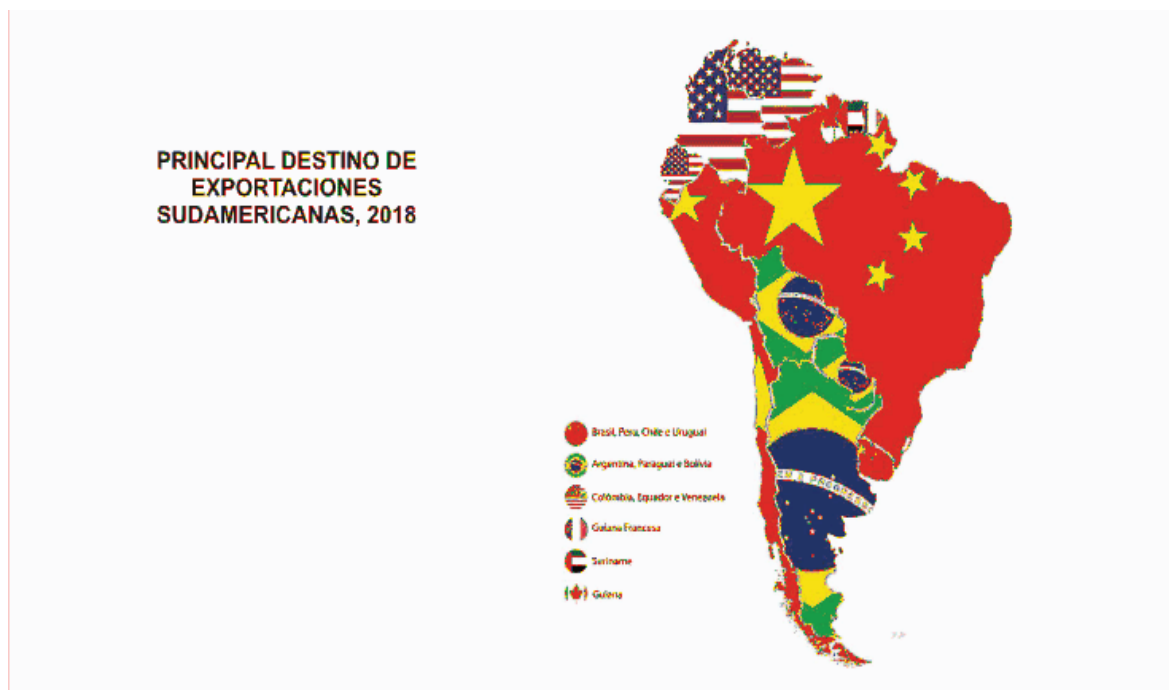 PRINCIPAL DESTINO DE
EXPORTACIONES
SUDAMERICANAS, 2018
Brasil, Peru, Chile e Uruguai
Argentina, Paraguai e Bolívia
Colômbia, Equador e Venezuela
Guiana Francesa
Suriname
Guiana